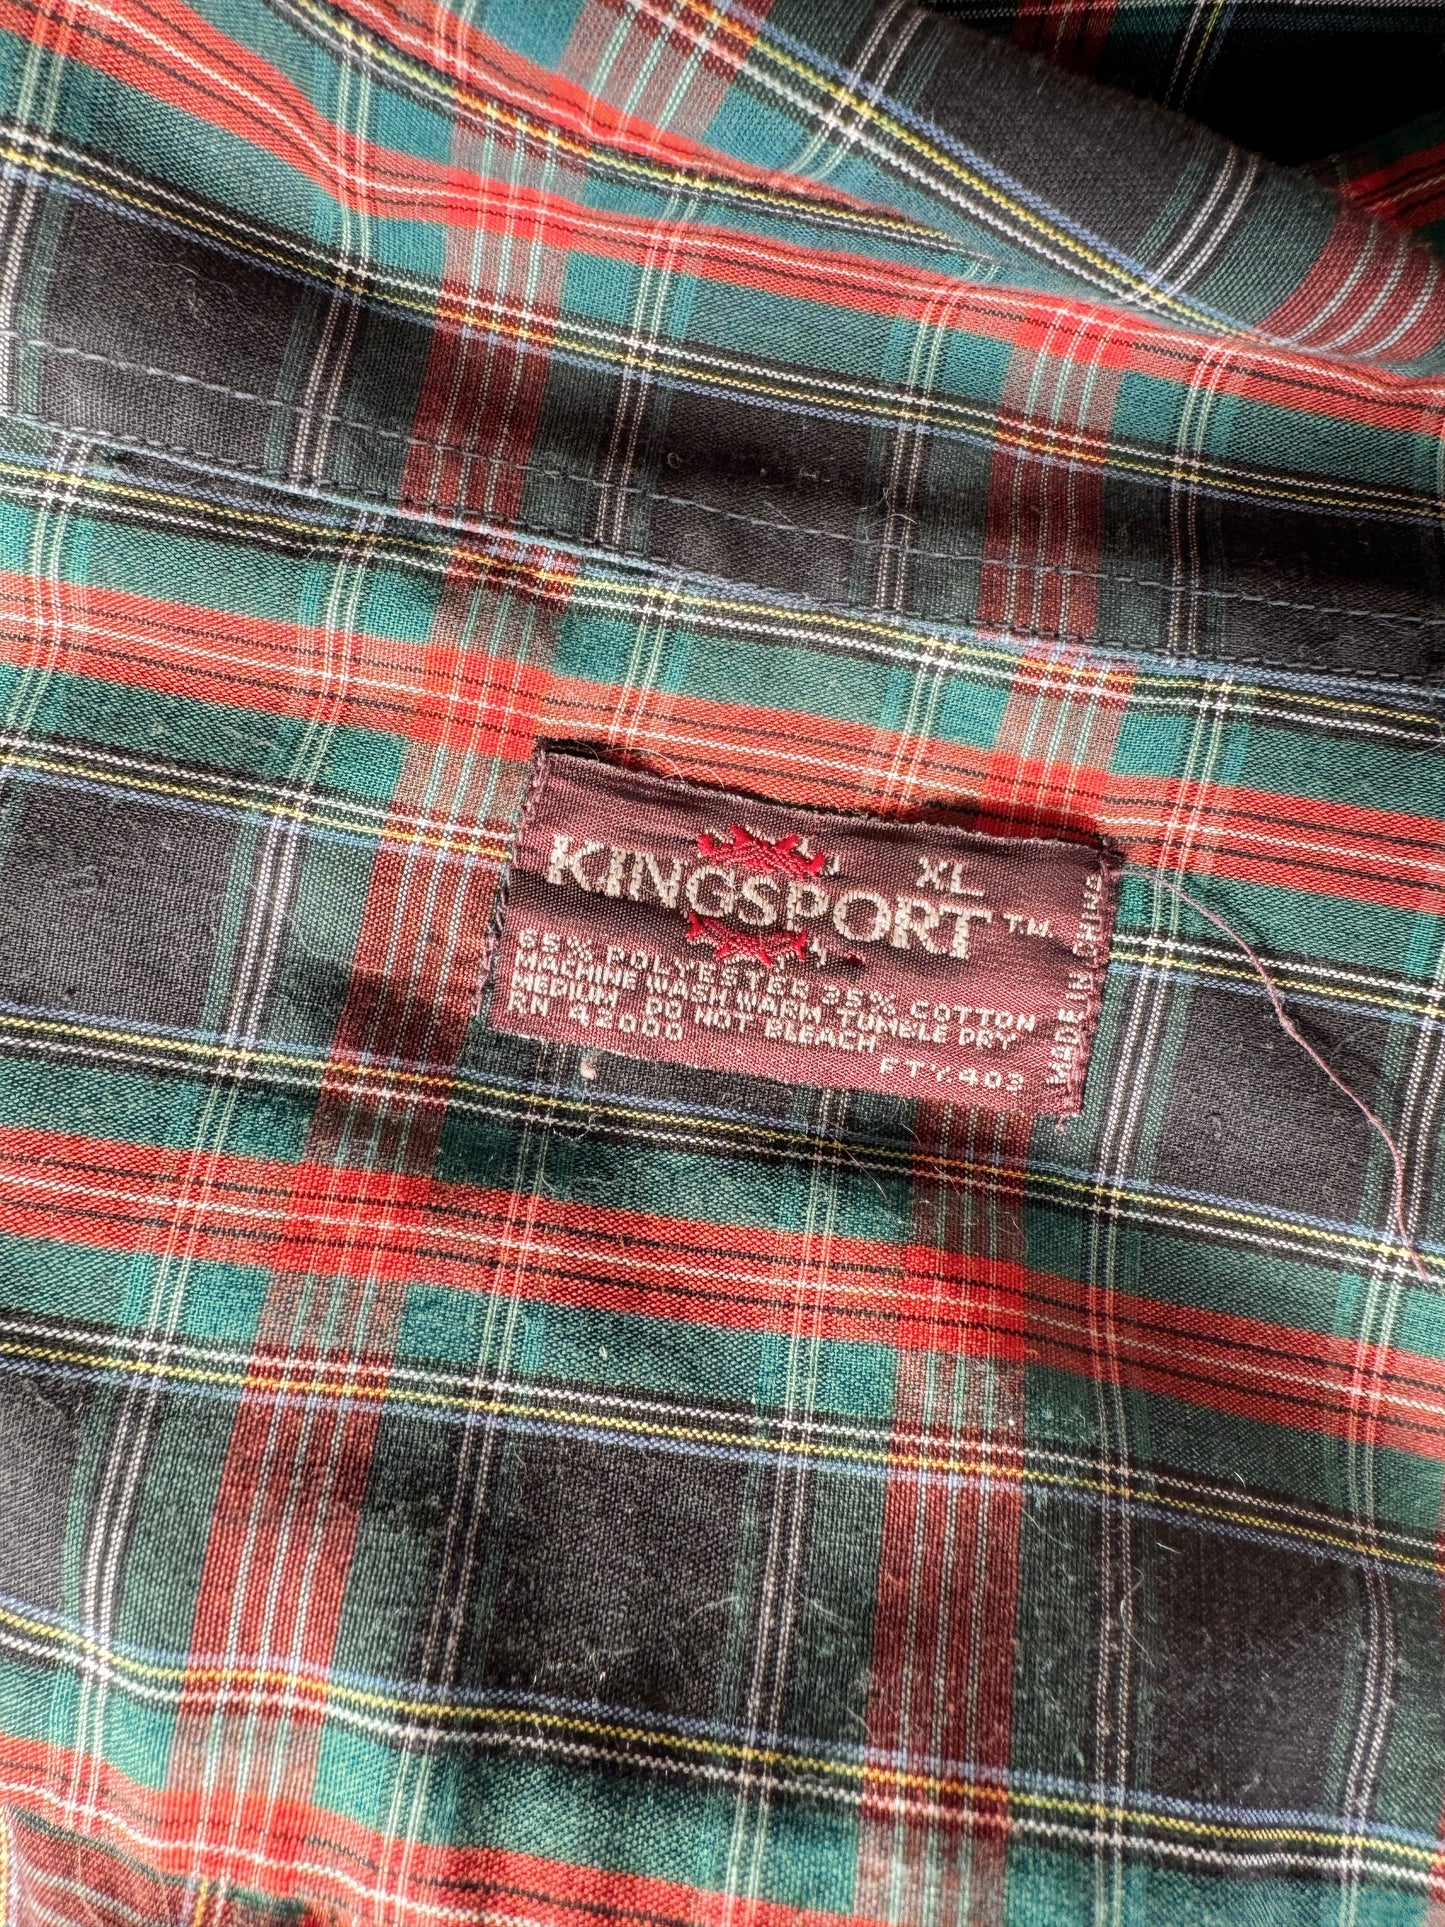 XL
KINGSPORT™
65% POLYESTER 35% COTTON
MACHINE WASH WARM TUMBLE DRY
MEDIUM DO NOT BLEACH
RN 42000
FTY.403
MADE IN CHINA